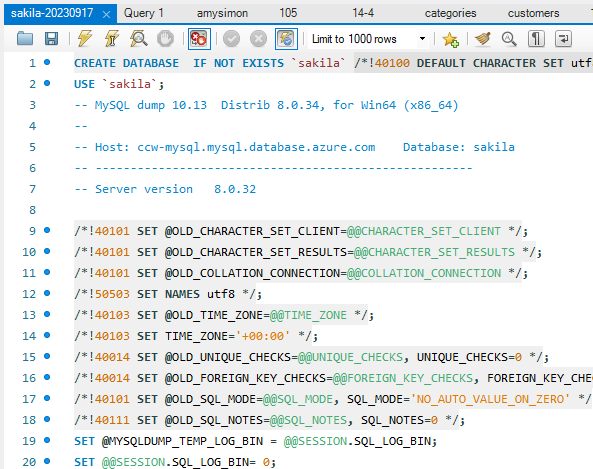 sakila-20230917 Query 1 amysimon 105 14-4 categories customers
Limit to 1000 rows
1 CREATE DATABASE  IF NOT EXISTS `sakila` /*!40100 DEFAULT CHARACTER SET utf8
2 USE `sakila`;
3 -- MySQL dump 10.13  Distrib 8.0.34, for Win64 (x86_64)
4 --
5 -- Host: ccw-mysql.mysql.database.azure.com    Database: sakila
6 -- ------------------------------------------------------
7 -- Server version	8.0.32
8
9 /*!40101 SET @OLD_CHARACTER_SET_CLIENT=@@CHARACTER_SET_CLIENT */;
10 /*!40101 SET @OLD_CHARACTER_SET_RESULTS=@@CHARACTER_SET_RESULTS */;
11 /*!40101 SET @OLD_COLLATION_CONNECTION=@@COLLATION_CONNECTION */;
12 /*!50503 SET NAMES utf8 */;
13 /*!40103 SET @OLD_TIME_ZONE=@@TIME_ZONE */;
14 /*!40103 SET TIME_ZONE='+00:00' */;
15 /*!40014 SET @OLD_UNIQUE_CHECKS=@@UNIQUE_CHECKS, UNIQUE_CHECKS=0 */;
16 /*!40014 SET @OLD_FOREIGN_KEY_CHECKS=@@FOREIGN_KEY_CHECKS, FOREIGN_KEY_CHE
17 /*!40101 SET @OLD_SQL_MODE=@@SQL_MODE, SQL_MODE='NO_AUTO_VALUE_ON_ZERO' */
18 /*!40111 SET @OLD_SQL_NOTES=@@SQL_NOTES, SQL_NOTES=0 */;
19 SET @MYSQLDUMP_TEMP_LOG_BIN = @@SESSION.SQL_LOG_BIN;
20 SET @@SESSION.SQL_LOG_BIN= 0;